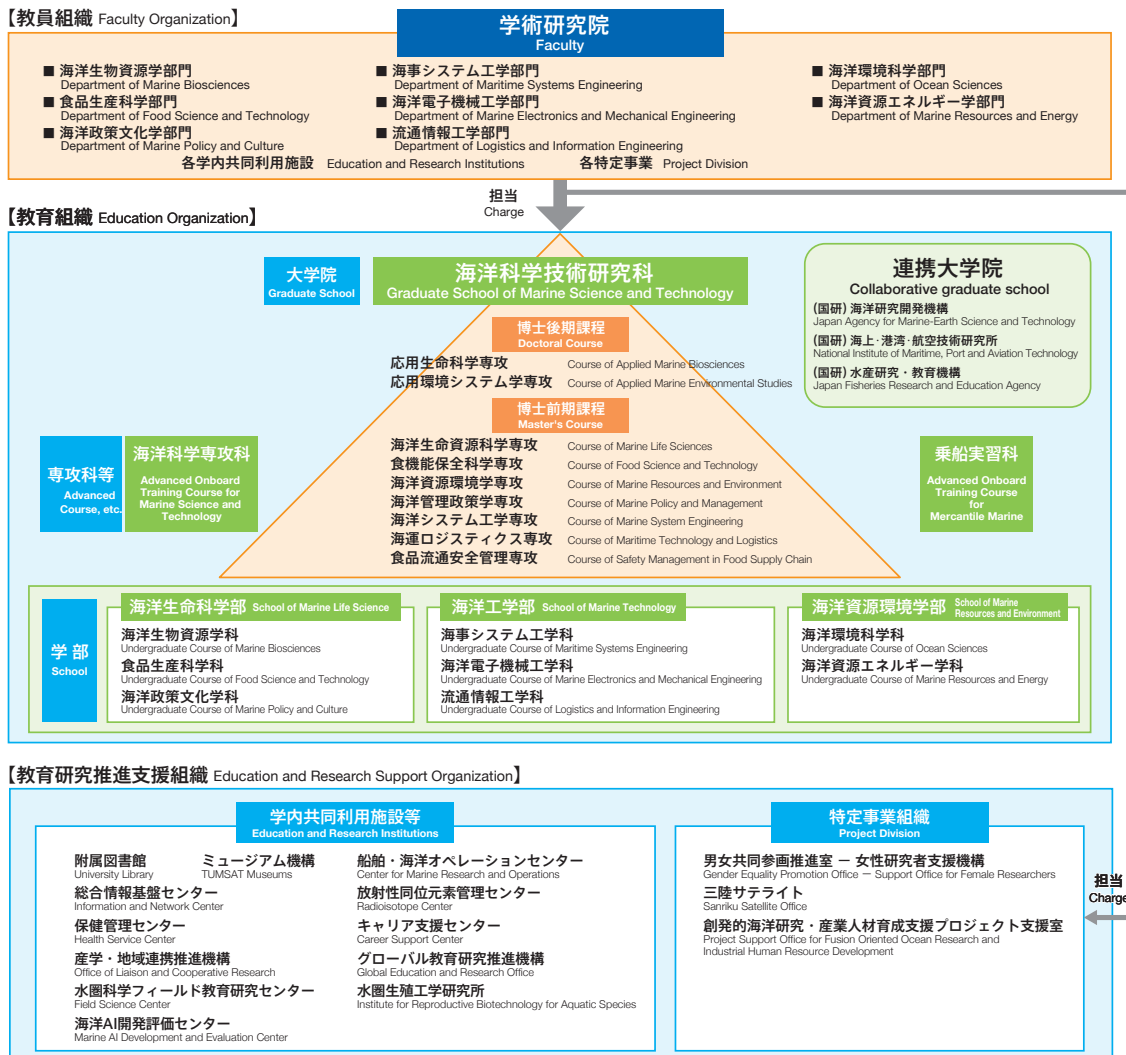 【教員組織 Faculty Organization】
学術研究院
Faculty
■ 海洋生物資源学部門
Department of Marine Biosciences
■ 食品生産科学部門
Department of Food Science and Technology
■ 海洋政策文化学部門
Department of Marine Policy and Culture
■ 海事システム工学部門
Department of Maritime Systems Engineering
■ 海洋電子機械工学部門
Department of Marine Electronics and Mechanical Engineering
■ 流通情報工学部門
Department of Logistics and Information Engineering
■ 海洋環境科学部門
Department of Ocean Sciences
■ 海洋資源エネルギー学部門
Department of Marine Resources and Energy
各学内共同利用施設 Education and Research Institutions 各特定事業 Project Division
担当
Charge
【教育組織 Education Organization】
大学院
Graduate School
海洋科学技術研究科
Graduate School of Marine Science and Technology
連携大学院
Collaborative graduate school
(国研) 海洋研究開発機構
Japan Agency for Marine-Earth Science and Technology
(国研) 海上・港湾・航空技術研究所
National Institute of Maritime, Port and Aviation Technology
(国研) 水産研究・教育機構
Japan Fisheries Research and Education Agency
博士後期課程
Doctoral Course
応用生命科学専攻 Course of Applied Marine Biosciences
応用環境システム学専攻 Course of Applied Marine Environmental Studies
博士前期課程
Master's Course
海洋生命資源科学専攻 Course of Marine Life Sciences
食機能保全科学専攻 Course of Food Science and Technology
海洋資源環境学専攻 Course of Marine Resources and Environment
海洋管理政策学専攻 Course of Marine Policy and Management
海洋システム工学専攻 Course of Marine System Engineering
海運ロジスティクス専攻 Course of Maritime Technology and Logistics
食品流通安全管理専攻 Course of Safety Management in Food Supply Chain
専攻科等
Advanced
Course, etc.
海洋科学専攻科
Advanced Onboard
Training Course for
Marine Science and
Technology
乗船実習科
Advanced Onboard
Training Course
for
Mercantile Marine
学部
School
海洋生命科学部 School of Marine Life Science
海洋生物資源学科
Undergraduate Course of Marine Biosciences
食品生産科学科
Undergraduate Course of Food Science and Technology
海洋政策文化学科
Undergraduate Course of Marine Policy and Culture
海洋工学部 School of Marine Technology
海事システム工学科
Undergraduate Course of Maritime Systems Engineering
海洋電子機械工学科
Undergraduate Course of Marine Electronics and Mechanical Engineering
流通情報工学科
Undergraduate Course of Logistics and Information Engineering
海洋資源環境学部 School of Marine
Resources and Environment
海洋環境科学科
Undergraduate Course of Ocean Sciences
海洋資源エネルギー学科
Undergraduate Course of Marine Resources and Energy
【教育研究推進支援組織 Education and Research Support Organization】
学内共同利用施設等
Education and Research Institutions
附属図書館 ミュージアム機構
University Library TUMSAT Museums
総合情報基盤センター
Information and Network Center
保健管理センター
Health Service Center
産学・地域連携推進機構
Office of Liaison and Cooperative Research
水圏科学フィールド教育研究センター
Field Science Center
海洋AI開発評価センター
Marine AI Development and Evaluation Center
船舶・海洋オペレーションセンター
Center for Marine Research and Operations
放射性同位元素管理センター
Radioisotope Center
キャリア支援センター
Career Support Center
グローバル教育研究推進機構
Global Education and Research Office
水圏生殖工学研究所
Institute for Reproductive Biotechnology for Aquatic Species
特定事業組織
Project Division
男女共同参画推進室 － 女性研究者支援機構
Gender Equality Promotion Office － Support Office for Female Researchers
三陸サテライト
Sanriku Satellite Office
創発的海洋研究・産業人材育成支援プロジェクト支援室
Project Support Office for Fusion Oriented Ocean Research and
Industrial Human Resource Development
担当
Charge